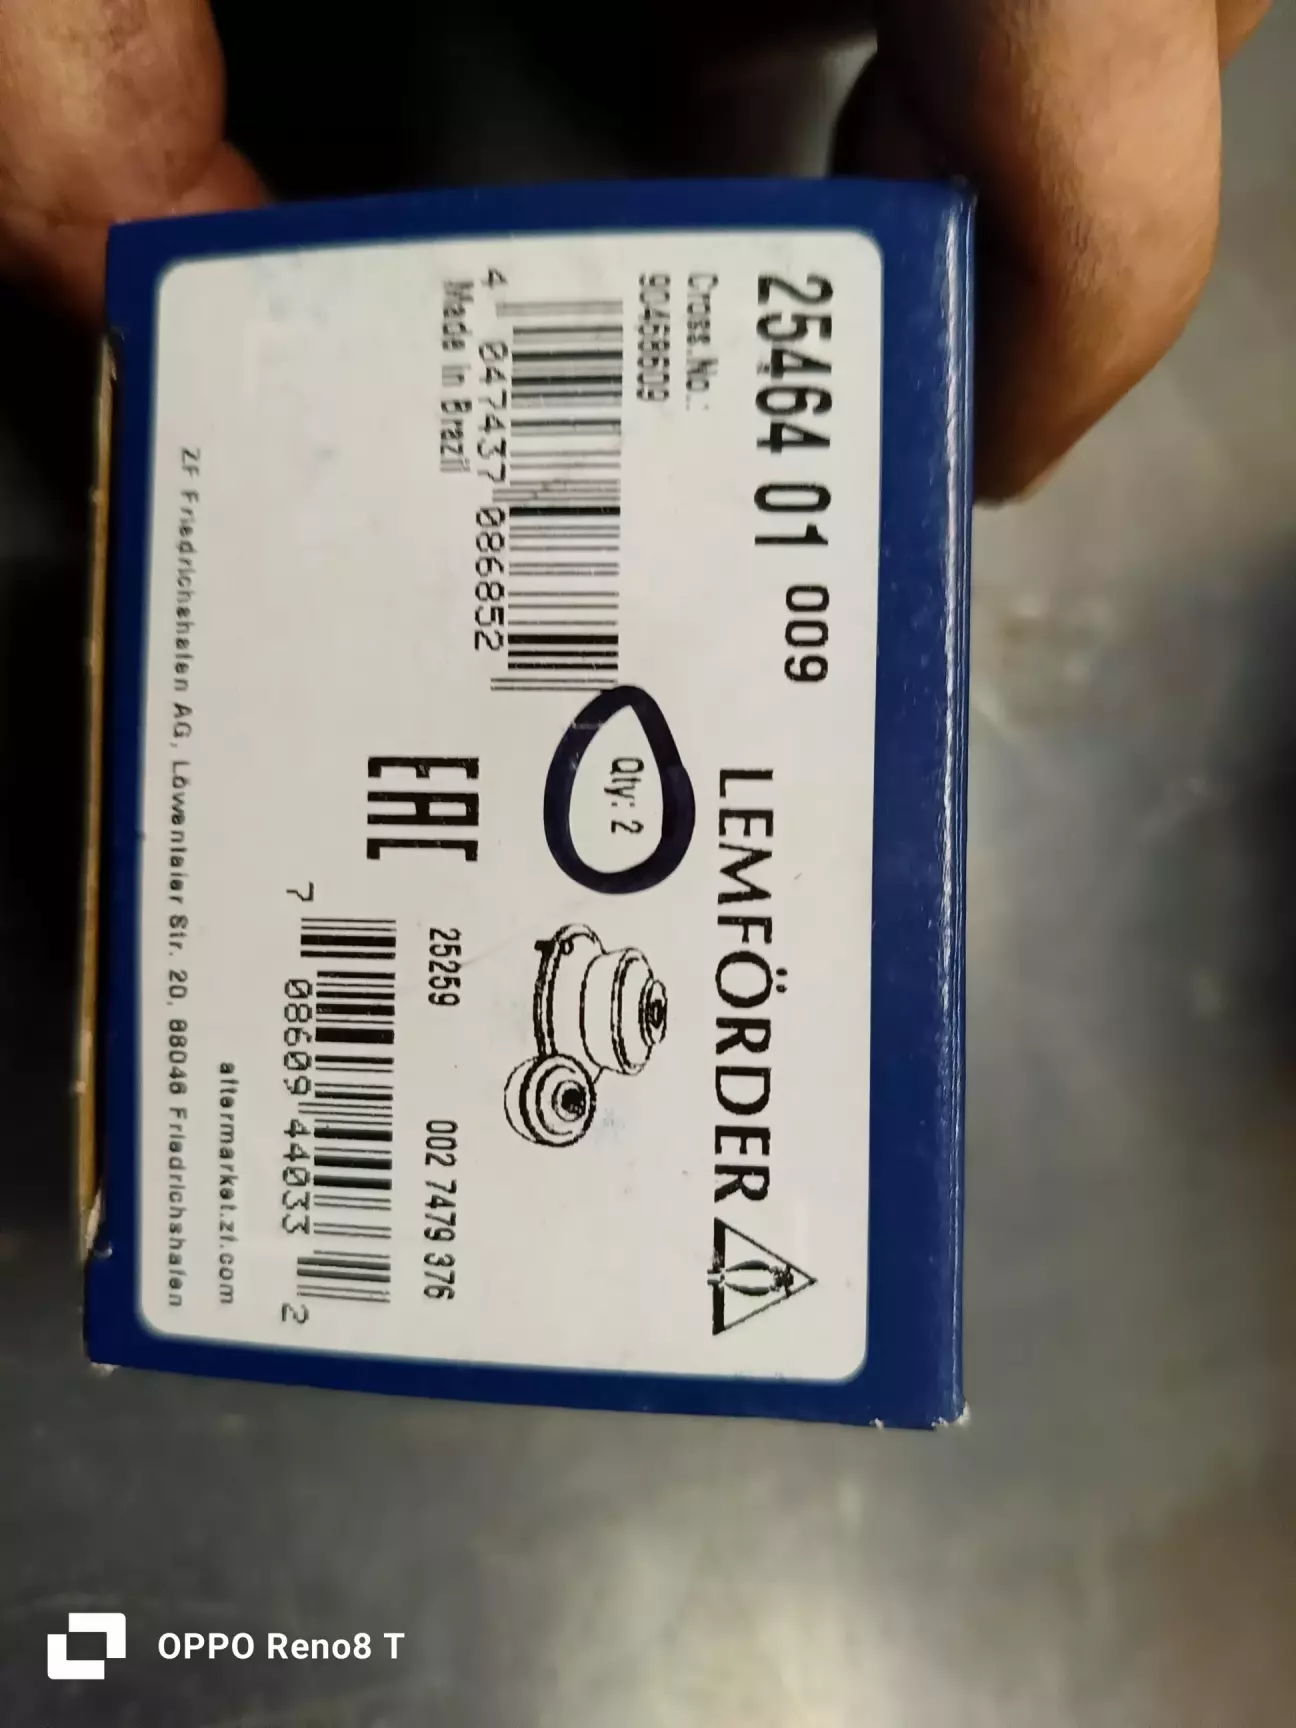 25464 01 009
LEMFÖRDER
Cross.No.:
90468609
4 047437 086852
Made in Brazil
Qty: 2
EAC
25259 002 7479 376
7 08609 44033 2
aftermarket.zf.com
ZF Friedrichshafen AG, Löwentaler Str. 20, 88046 Friedrichshafen
OPPO Reno8 T